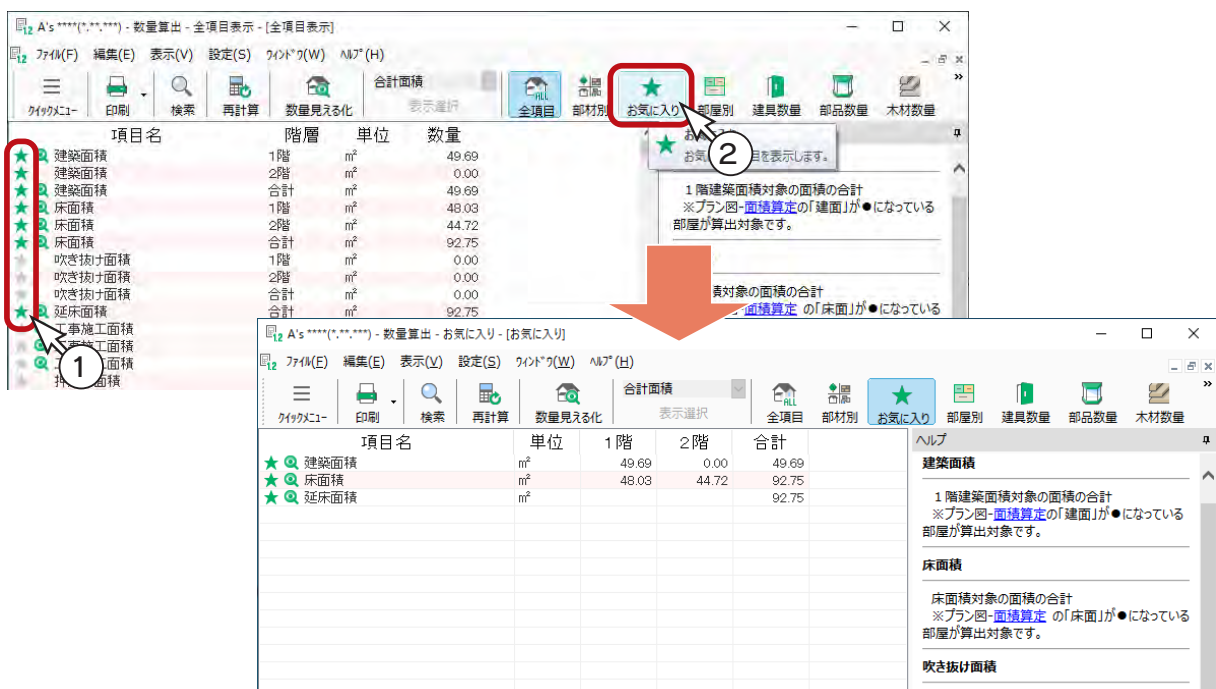 A's ****(*.**.***) - 数量算出 - 全項目表示 - [全項目表示]
ﾌｧｲﾙ(F) 編集(E) 表示(V) 設定(S) ｳｨﾝﾄﾞｳ(W) ﾍﾙﾌﾟ(H)
合計面積
表示選択
ｸｲｯｸﾒﾆｭｰ 印刷 検索 再計算 数量見える化 全項目 部材別 お気に入り 部屋別 建具数量 部品数量 木材数量
項目名 階層 単位 数量
建築面積 1階 ㎡ 49.69
建築面積 2階 ㎡ 0.00
建築面積 合計 ㎡ 49.69
床面積 1階 ㎡ 48.03
床面積 2階 ㎡ 44.72
床面積 合計 ㎡ 92.75
吹き抜け面積 1階 ㎡ 0.00
吹き抜け面積 2階 ㎡ 0.00
吹き抜け面積 合計 ㎡ 0.00
延床面積 合計 ㎡ 92.75
工事施工面積
工面積
面積
面積
①
②
目を表示します。
1階建築面積対象の面積の合計
※プラン図-面積算定の「建面」が●になっている
部屋が算出対象です。
積対象の面積の合計
面積算定 の「床面」が●になっている
A's ****(*.**.***) - 数量算出 - お気に入り - [お気に入り]
ﾌｧｲﾙ(F) 編集(E) 表示(V) 設定(S) ｳｨﾝﾄﾞｳ(W) ﾍﾙﾌﾟ(H)
合計面積
表示選択
ｸｲｯｸﾒﾆｭｰ 印刷 検索 再計算 数量見える化 全項目 部材別 お気に入り 部屋別 建具数量 部品数量 木材数量
項目名 単位 1階 2階 合計
建築面積 ㎡ 49.69 0.00 49.69
床面積 ㎡ 48.03 44.72 92.75
延床面積 ㎡ 92.75
ヘルプ
建築面積
1階建築面積対象の面積の合計
※プラン図-面積算定の「建面」が●になっている
部屋が算出対象です。
床面積
床面積対象の面積の合計
※プラン図-面積算定 の「床面」が●になっている
部屋が算出対象です。
吹き抜け面積